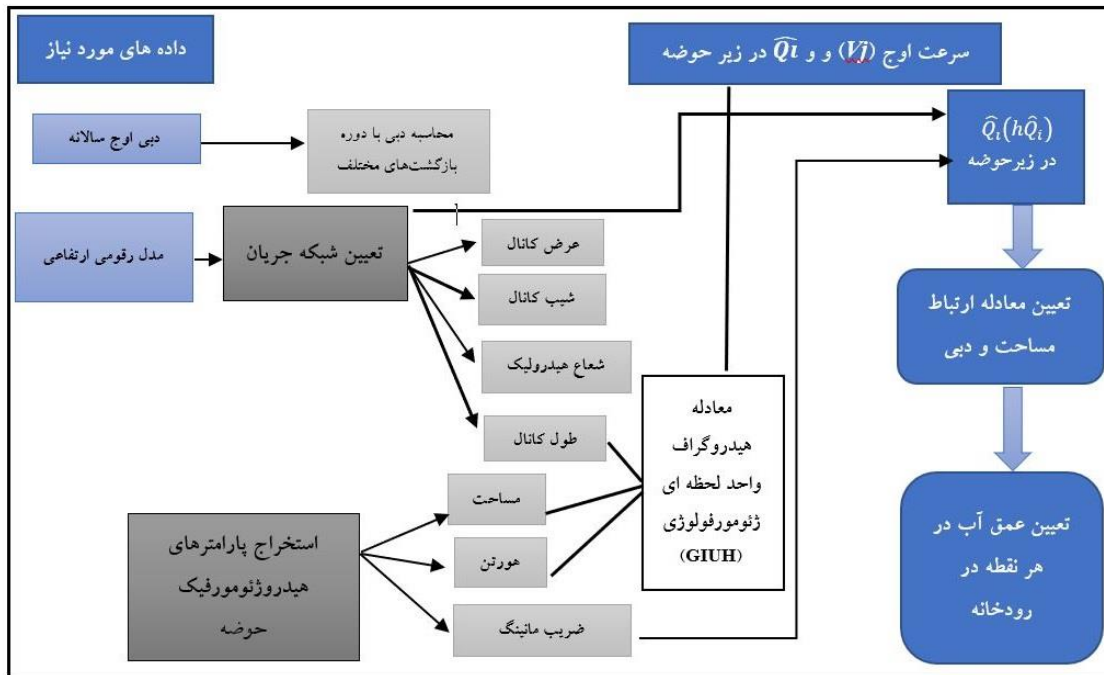 داده های مورد نیاز
سرعت اوج (Vj) و و Q̂ι در زیر حوضه
دبی اوج سالانه
محاسبه دبی با دوره
بازگشت‌های مختلف
Q̂ι(hQ̂i)
در زیرحوضه
مدل رقومی ارتفاعی
تعیین شبکه جریان
عرض کانال
شیب کانال
شعاع هیدرولیک
طول کانال
تعیین معادله ارتباط
مساحت و دبی
معادله
هیدروگراف
واحد لحظه ای
ژئومورفولوژی
(GIUH)
استخراج پارامترهای
هیدروژئومورفیک
حوضه
مساحت
هورتن
ضریب مانینگ
تعیین عمق آب در
هر نقطه در
رودخانه